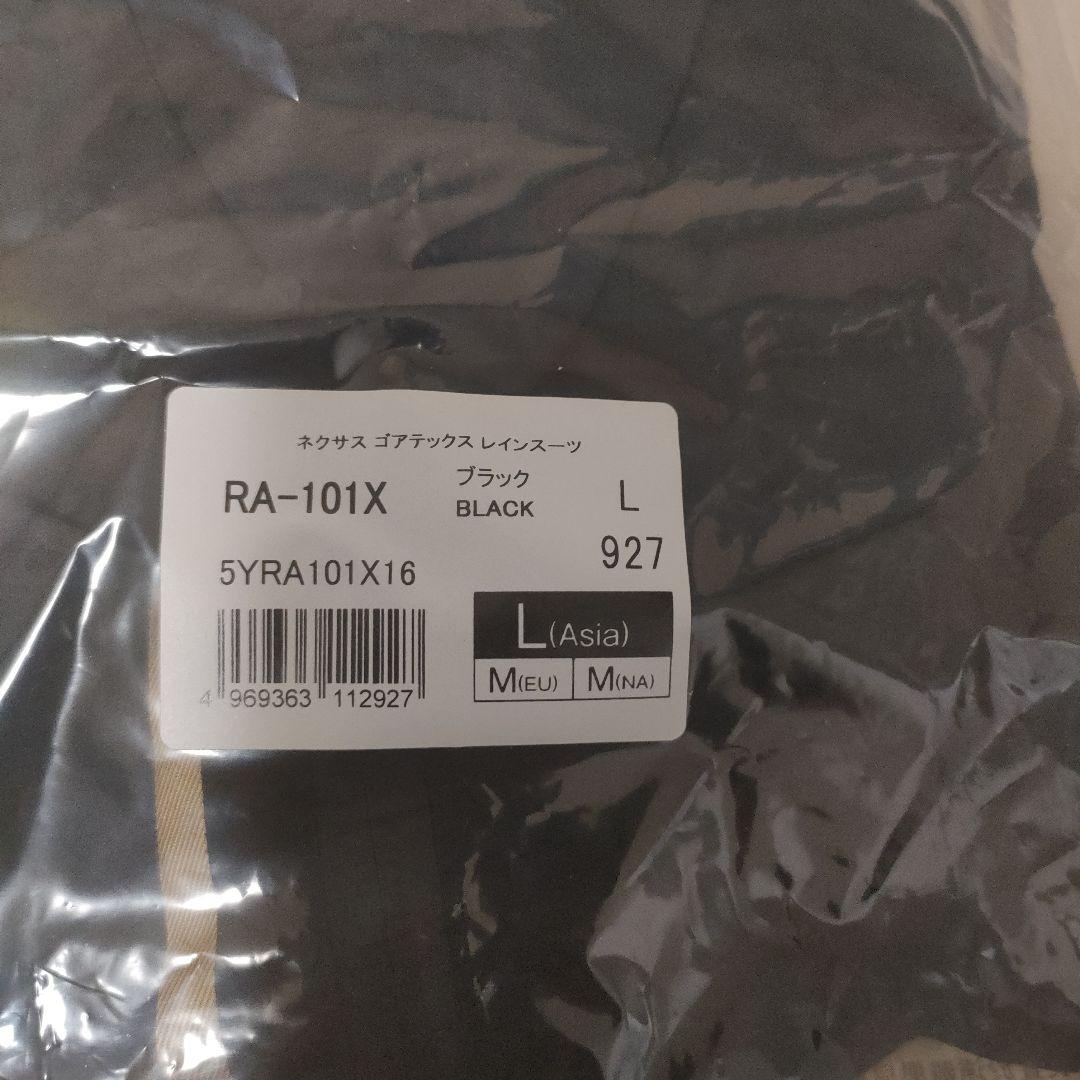 ネクサス ゴアテックス レインスーツ
RA-101X
ブラック
BLACK
L
927
5YRA101X16
L(Asia)
M(EU) M(NA)
4 969363 112927